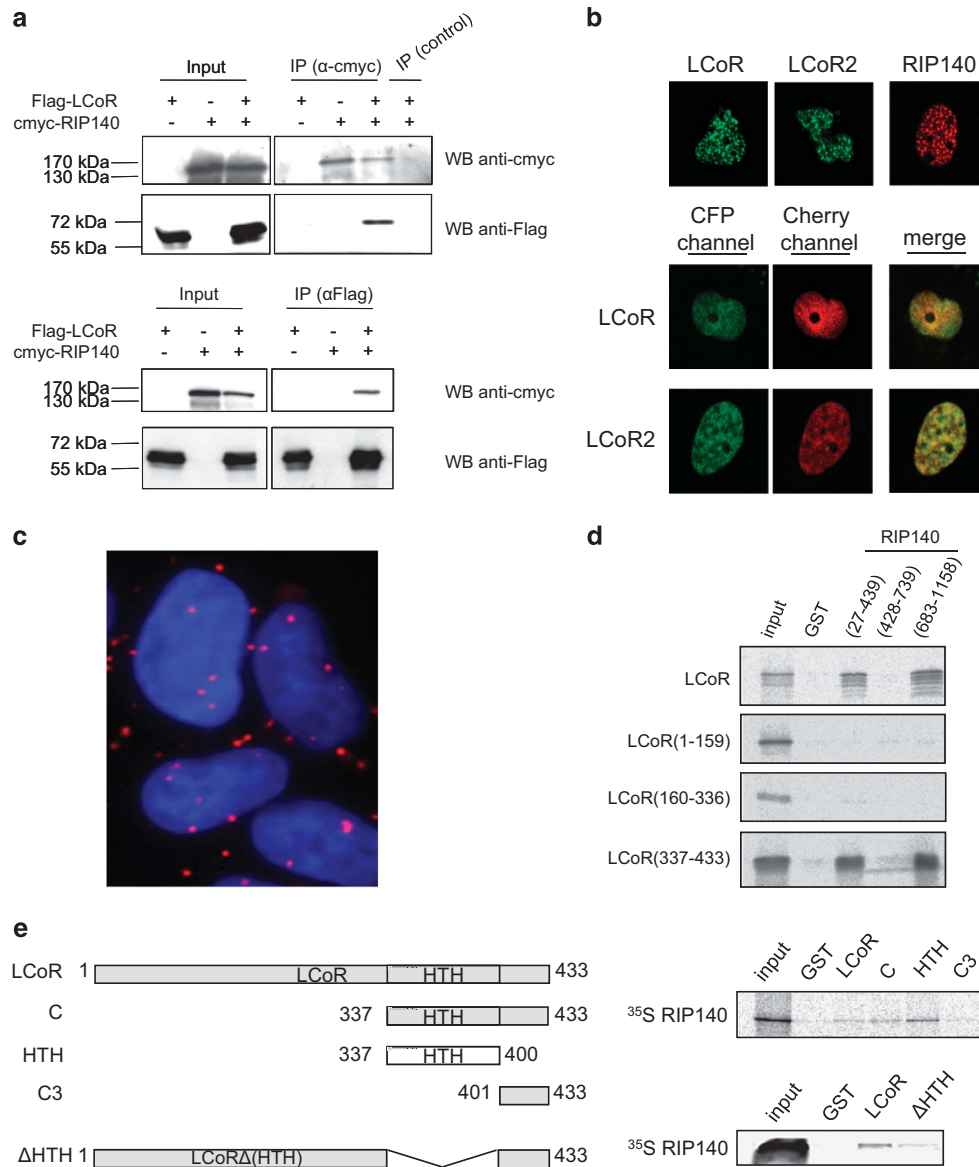 a
Input IP (α-cmyc) IP (control)
Flag-LCoR + - + + - + +
cmyc-RIP140 - + + - + + +
170 kDa
130 kDa
WB anti-cmyc
72 kDa
55 kDa
WB anti-Flag
Input IP (αFlag)
Flag-LCoR + - + + - +
cmyc-RIP140 - + + - + +
170 kDa
130 kDa
WB anti-cmyc
72 kDa
55 kDa
WB anti-Flag
b
LCoR LCoR2 RIP140
CFP channel Cherry channel merge
LCoR
LCoR2
c
d
RIP140
input GST (27-439) (428-739) (683-1158)
LCoR
LCoR(1-159)
LCoR(160-336)
LCoR(337-433)
e
LCoR 1 LCoR HTH 433
C 337 HTH 433
HTH 337 HTH 400
C3 401 433
ΔHTH 1 LCoRΔ(HTH) 433
input GST LCoR C HTH C3
³⁵S RIP140
input GST LCoR ΔHTH
³⁵S RIP140